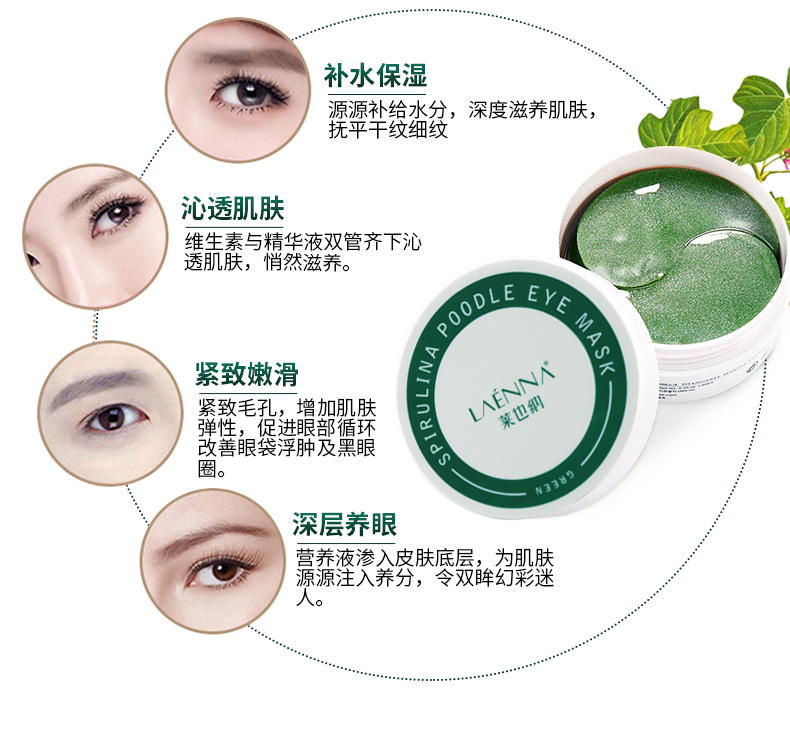 补水保湿
源源补给水分，深度滋养肌肤，
抚平干纹细纹
沁透肌肤
维生素与精华液双管齐下沁
透肌肤，悄然滋养。
紧致嫩滑
紧致毛孔，增加肌肤
弹性，促进眼部循环
改善眼袋浮肿及黑眼
圈。
深层养眼
营养液渗入皮肤底层，为肌肤
源源注入养分，令双眸幻彩迷
人。
SPIRULINA POODLE EYE MASK
LAÉNNA®
莱也纲
GREEN